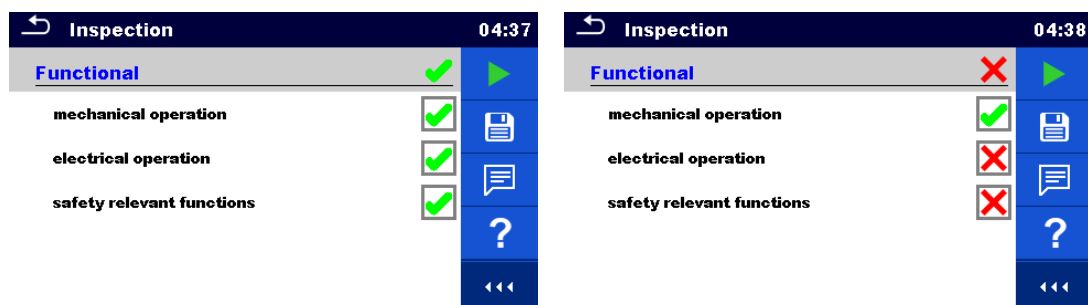 Inspection 04:37
Functional
mechanical operation
electrical operation
safety relevant functions
?
Inspection 04:38
Functional
mechanical operation
electrical operation
safety relevant functions
?